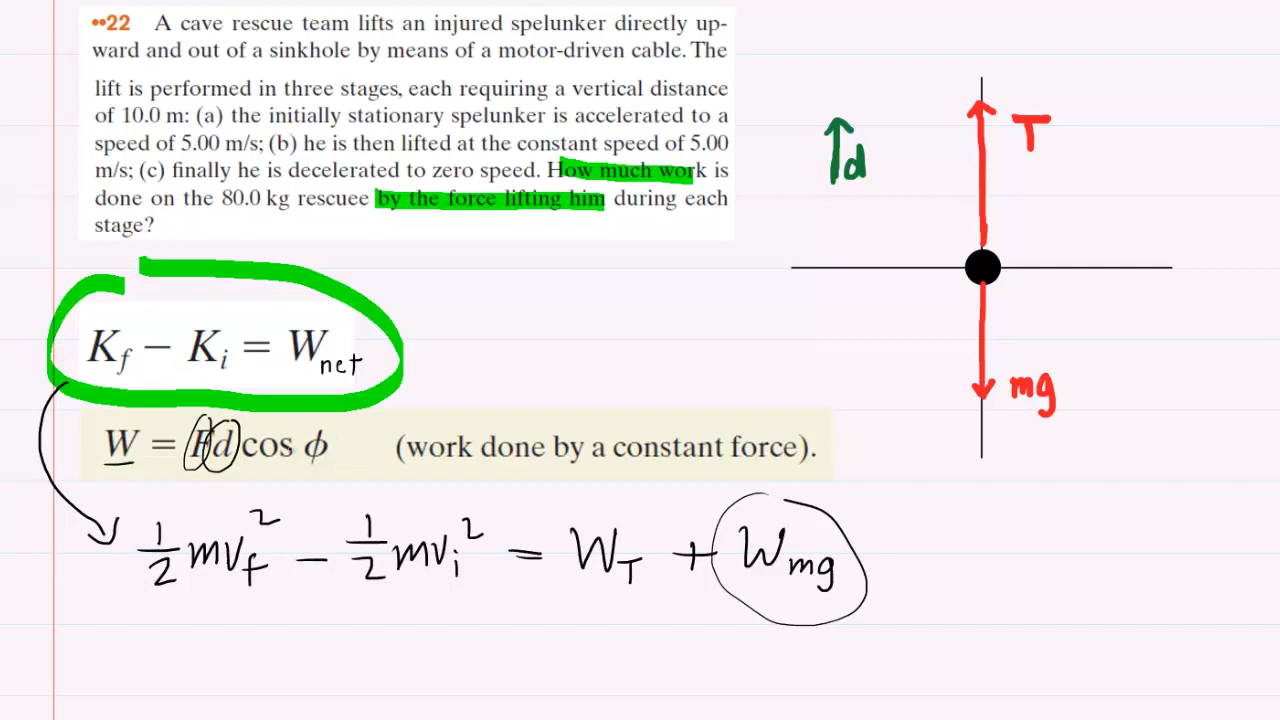 ••22 A cave rescue team lifts an injured spelunker directly up-
ward and out of a sinkhole by means of a motor-driven cable. The
lift is performed in three stages, each requiring a vertical distance
of 10.0 m: (a) the initially stationary spelunker is accelerated to a
speed of 5.00 m/s; (b) he is then lifted at the constant speed of 5.00
m/s; (c) finally he is decelerated to zero speed. How much work is
done on the 80.0 kg rescuee by the force lifting him during each
stage?
d
T
mg
K_f − K_i = W_net
W = Fd cos ϕ (work done by a constant force).
½mv_f² − ½mv_i² = W_T + W_mg